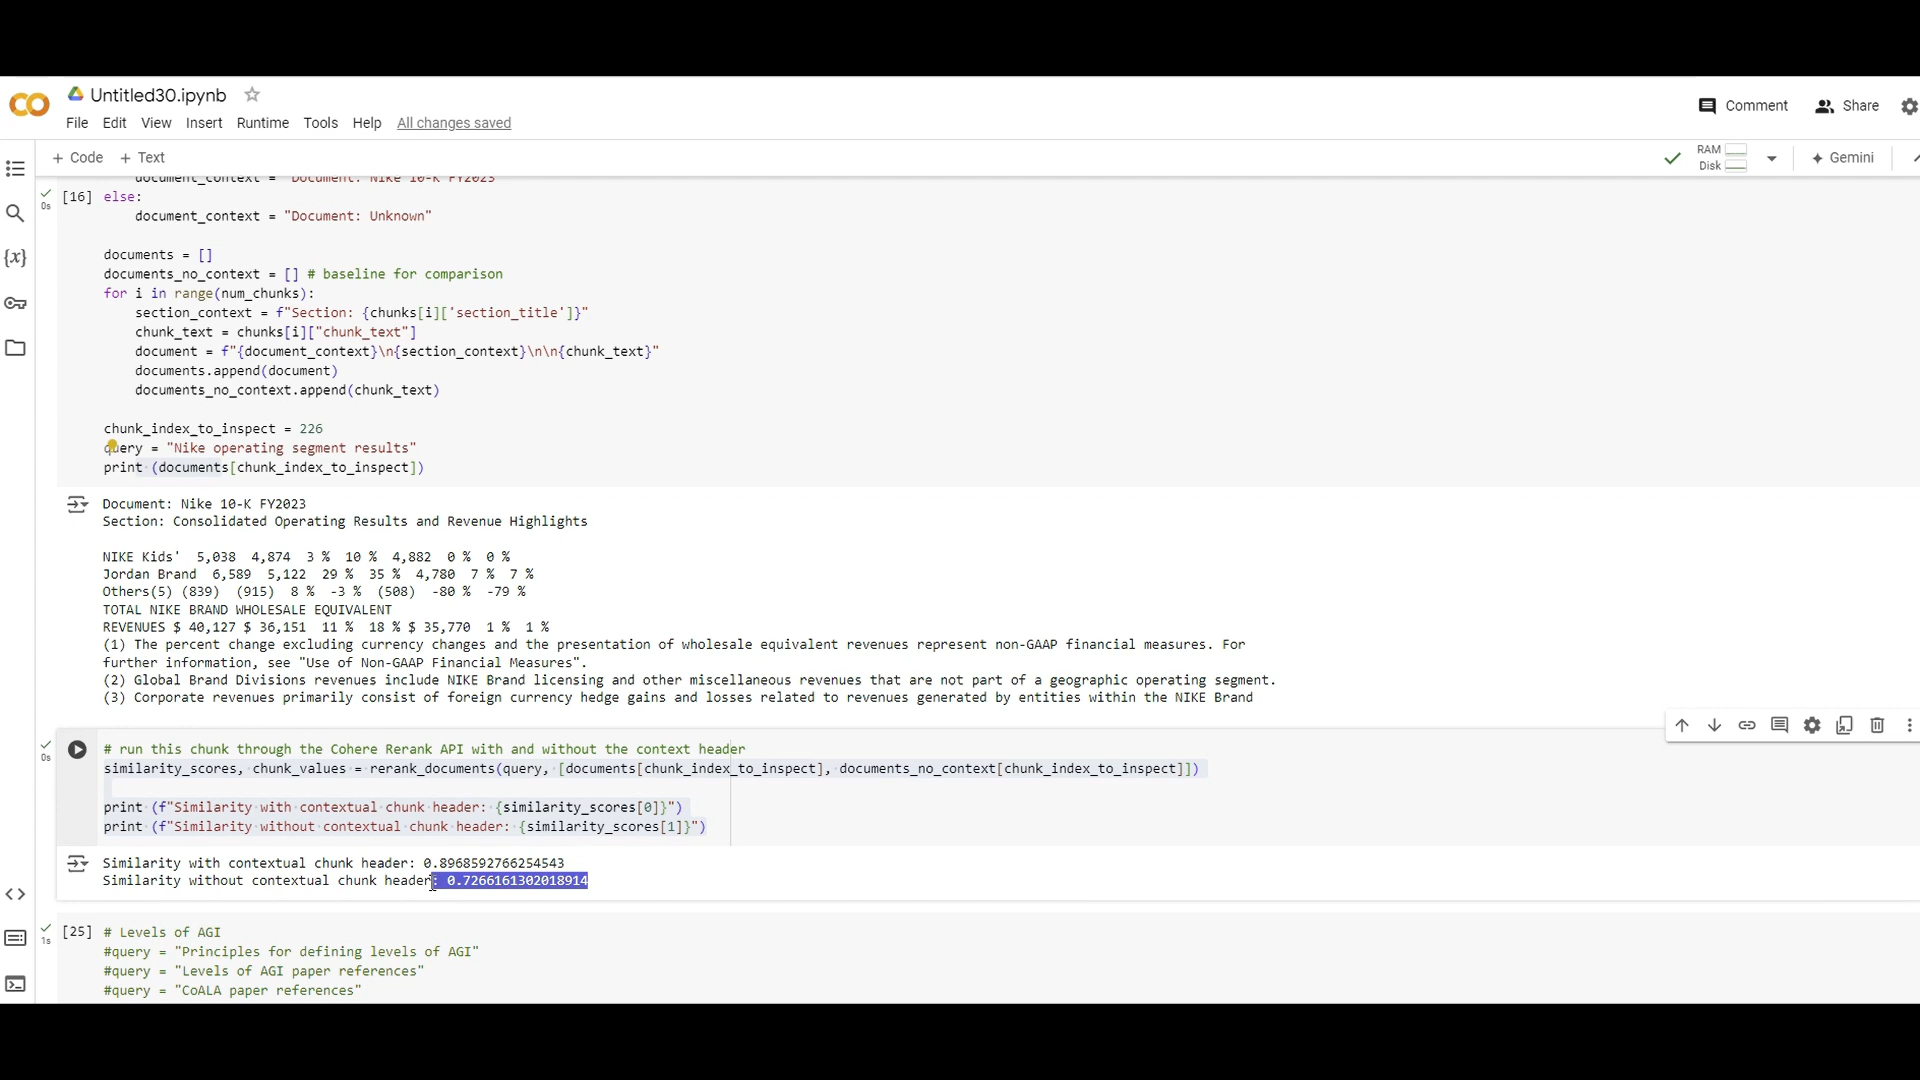 Untitled30.ipynb
Comment
Share
File Edit View Insert Runtime Tools Help All changes saved
+ Code + Text
RAM
Disk
Gemini
document_context = "Document: Nike 10-K FY2023"
[16] else:
0s
document_context = "Document: Unknown"
documents = []
documents_no_context = [] # baseline for comparison
for i in range(num_chunks):
section_context = f"Section: {chunks[i]['section_title']}"
chunk_text = chunks[i]["chunk_text"]
document = f"{document_context}\n{section_context}\n\n{chunk_text}"
documents.append(document)
documents_no_context.append(chunk_text)
chunk_index_to_inspect = 226
query = "Nike operating segment results"
print (documents[chunk_index_to_inspect])
Document: Nike 10-K FY2023
Section: Consolidated Operating Results and Revenue Highlights
NIKE Kids' 5,038 4,874 3 % 10 % 4,882 0 % 0 %
Jordan Brand 6,589 5,122 29 % 35 % 4,780 7 % 7 %
Others(5) (839) (915) 8 % -3 % (508) -80 % -79 %
TOTAL NIKE BRAND WHOLESALE EQUIVALENT
REVENUES $ 40,127 $ 36,151 11 % 18 % $ 35,770 1 % 1 %
(1) The percent change excluding currency changes and the presentation of wholesale equivalent revenues represent non-GAAP financial measures. For
further information, see "Use of Non-GAAP Financial Measures".
(2) Global Brand Divisions revenues include NIKE Brand licensing and other miscellaneous revenues that are not part of a geographic operating segment.
(3) Corporate revenues primarily consist of foreign currency hedge gains and losses related to revenues generated by entities within the NIKE Brand
# run this chunk through the Cohere Rerank API with and without the context header
0s
similarity_scores, chunk_values = rerank_documents(query, [documents[chunk_index_to_inspect], documents_no_context[chunk_index_to_inspect]])
print (f"Similarity with contextual chunk header: {similarity_scores[0]}")
print (f"Similarity without contextual chunk header: {similarity_scores[1]}")
Similarity with contextual chunk header: 0.8968592766254543
Similarity without contextual chunk header: 0.7266161302018914
[25] # Levels of AGI
1s
#query = "Principles for defining levels of AGI"
#query = "Levels of AGI paper references"
#query = "CoALA paper references"